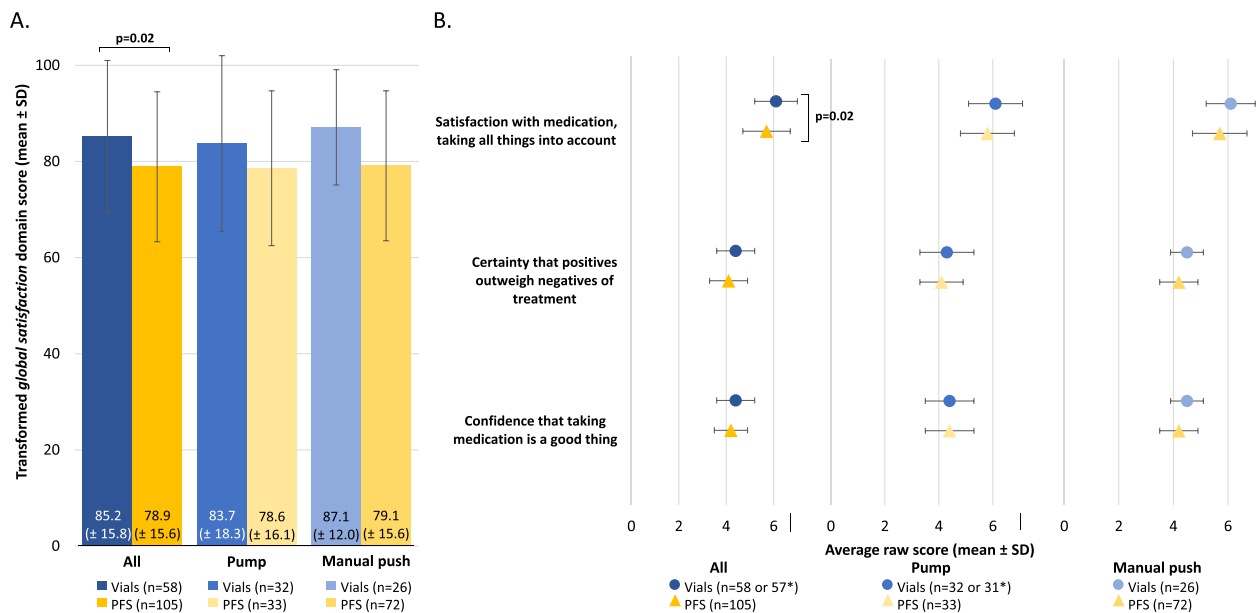 A.
B.
p=0.02
Transformed global satisfaction domain score (mean ± SD)
100
80
60
40
20
0
85.2
(± 15.8)
78.9
(± 15.6)
83.7
(± 18.3)
78.6
(± 16.1)
87.1
(± 12.0)
79.1
(± 15.6)
All
Pump
Manual push
Vials (n=58)
PFS (n=105)
Vials (n=32)
PFS (n=33)
Vials (n=26)
PFS (n=72)
Satisfaction with medication,
taking all things into account
p=0.02
Certainty that positives
outweigh negatives of
treatment
Confidence that taking
medication is a good thing
0 2 4 6
0 2 4 6
0 2 4 6
Average raw score (mean ± SD)
All
Pump
Manual push
Vials (n=58 or 57*)
PFS (n=105)
Vials (n=32 or 31*)
PFS (n=33)
Vials (n=26)
PFS (n=72)